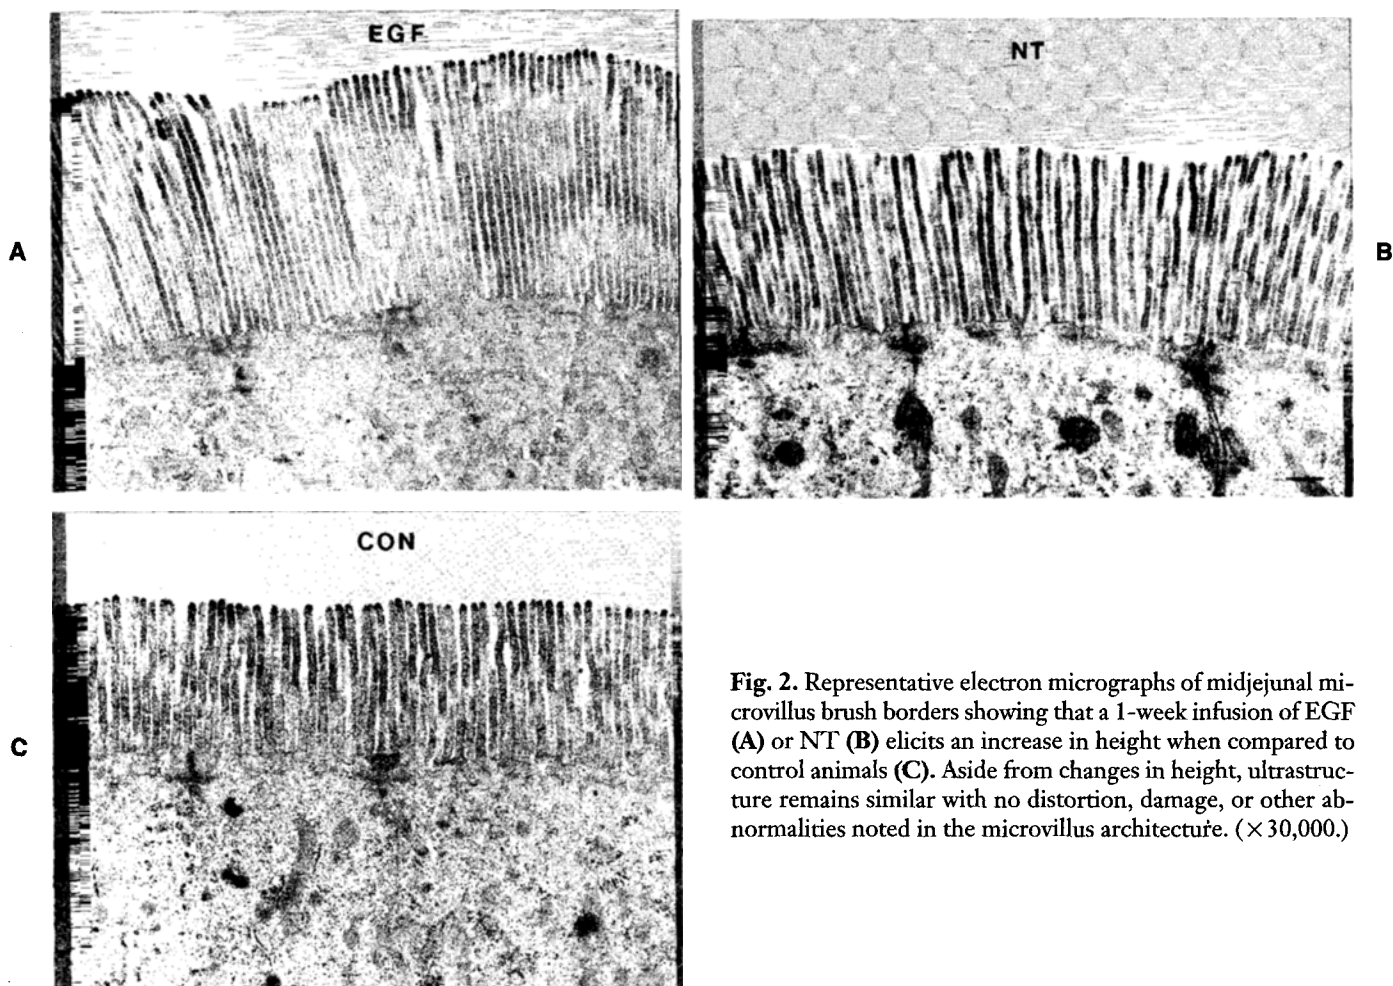 EGF
NT
A
B
CON
C
Fig. 2. Representative electron micrographs of midjejunal mi-
crovillus brush borders showing that a 1-week infusion of EGF
(A) or NT (B) elicits an increase in height when compared to
control animals (C). Aside from changes in height, ultrastruc-
ture remains similar with no distortion, damage, or other ab-
normalities noted in the microvillus architecture. (×30,000.)